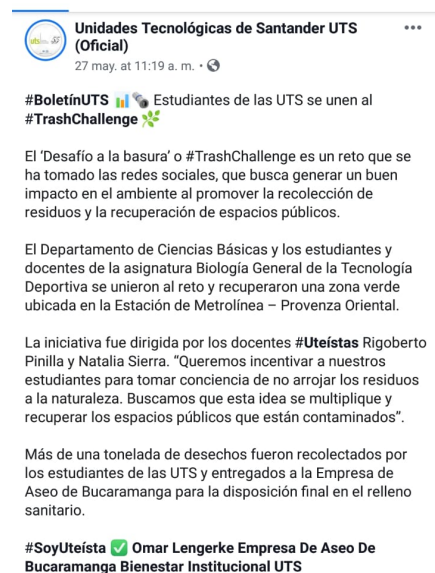 Unidades Tecnológicas de Santander UTS
(Oficial)
27 may. at 11:19 a. m.
#BoletínUTS 📊🗞️ Estudiantes de las UTS se unen al
#TrashChallenge 🌿
El ‘Desafío a la basura’ o #TrashChallenge es un reto que se
ha tomado las redes sociales, que busca generar un buen
impacto en el ambiente al promover la recolección de
residuos y la recuperación de espacios públicos.
El Departamento de Ciencias Básicas y los estudiantes y
docentes de la asignatura Biología General de la Tecnología
Deportiva se unieron al reto y recuperaron una zona verde
ubicada en la Estación de Metrolínea – Provenza Oriental.
La iniciativa fue dirigida por los docentes #Uteístas Rigoberto
Pinilla y Natalia Sierra. “Queremos incentivar a nuestros
estudiantes para tomar conciencia de no arrojar los residuos
a la naturaleza. Buscamos que esta idea se multiplique y
recuperar los espacios públicos que están contaminados”.
Más de una tonelada de desechos fueron recolectados por
los estudiantes de las UTS y entregados a la Empresa de
Aseo de Bucaramanga para la disposición final en el relleno
sanitario.
#SoyUteísta ✅ Omar Lengerke Empresa De Aseo De
Bucaramanga Bienestar Institucional UTS